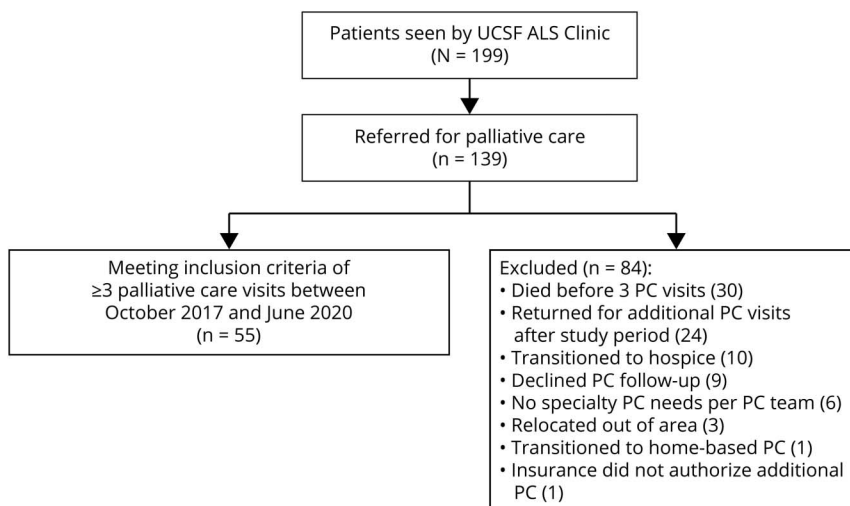 Patients seen by UCSF ALS Clinic
(N = 199)
Referred for palliative care
(n = 139)
Meeting inclusion criteria of
≥3 palliative care visits between
October 2017 and June 2020
(n = 55)
Excluded (n = 84):
• Died before 3 PC visits (30)
• Returned for additional PC visits
after study period (24)
• Transitioned to hospice (10)
• Declined PC follow-up (9)
• No specialty PC needs per PC team (6)
• Relocated out of area (3)
• Transitioned to home-based PC (1)
• Insurance did not authorize additional
PC (1)